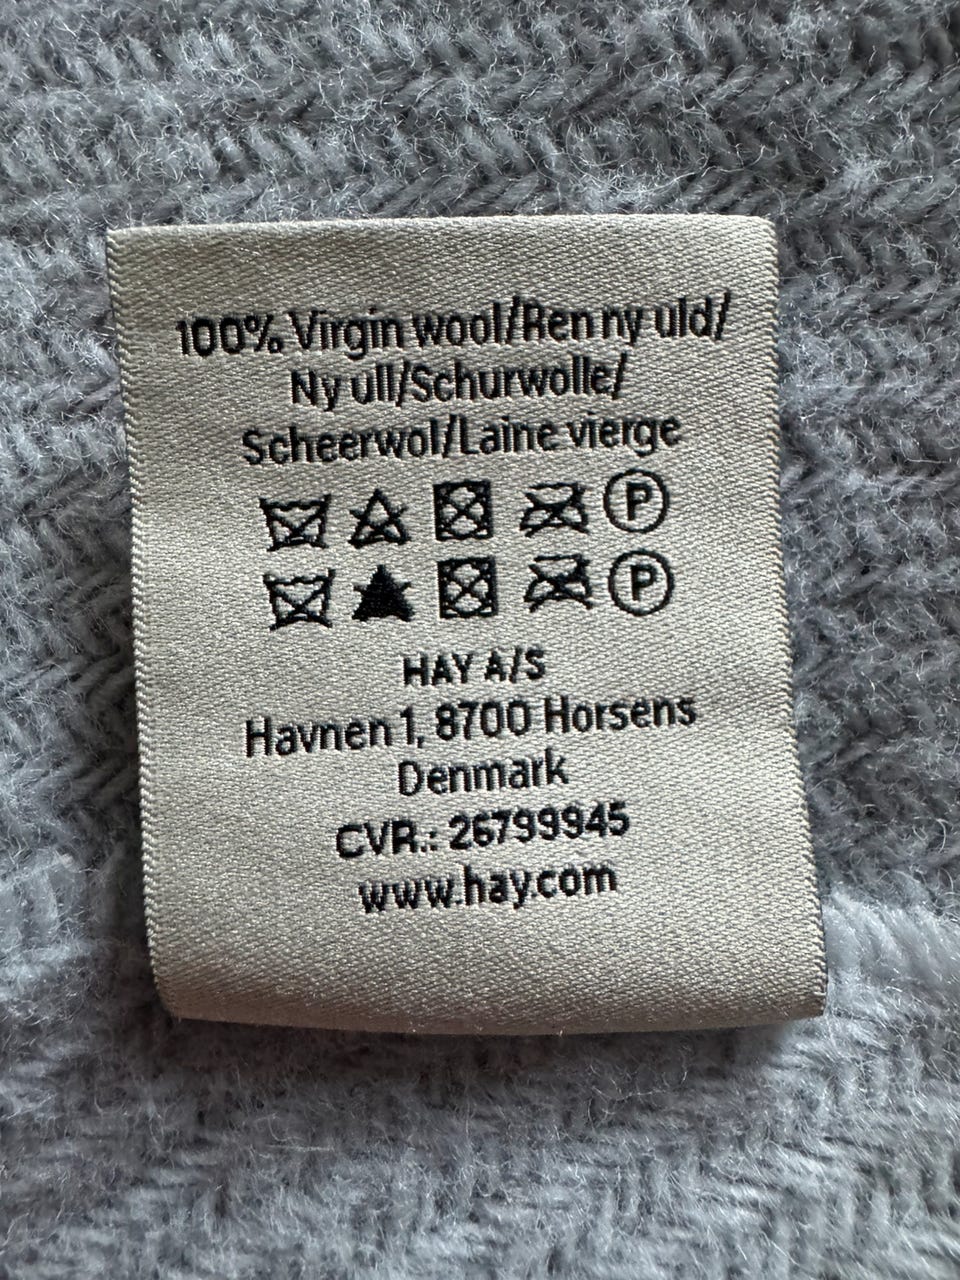 100% Virgin wool/Ren ny uld/
Ny ull/Schurwolle/
Scheerwol/Laine vierge
P
P
HAY A/S
Havnen 1, 8700 Horsens
Denmark
CVR.: 26799945
www.hay.com